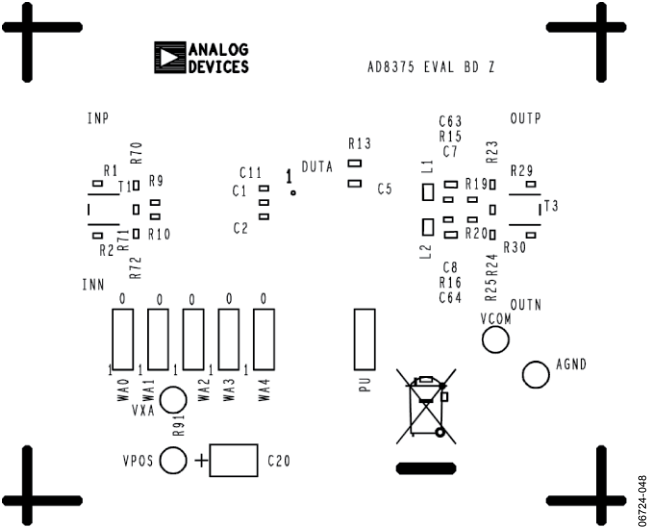 ANALOG
DEVICES
AD8375 EVAL BD Z
INP
OUTP
C63
R15
C7
R13
R70
R23
R1
T1
R9
C11
C1
1
DUTA
C5
L1
R19
R29
T3
R2
R71
R10
C2
L2
R20
R30
R72
C8
R16
C64
R25
R24
INN
OUTN
0
0
0
0
0
VCOM
1
1
1
1
1
AGND
WA0
WA1
WA2
WA3
WA4
PU
VXA
R91
VPOS
+
C20
06724-048